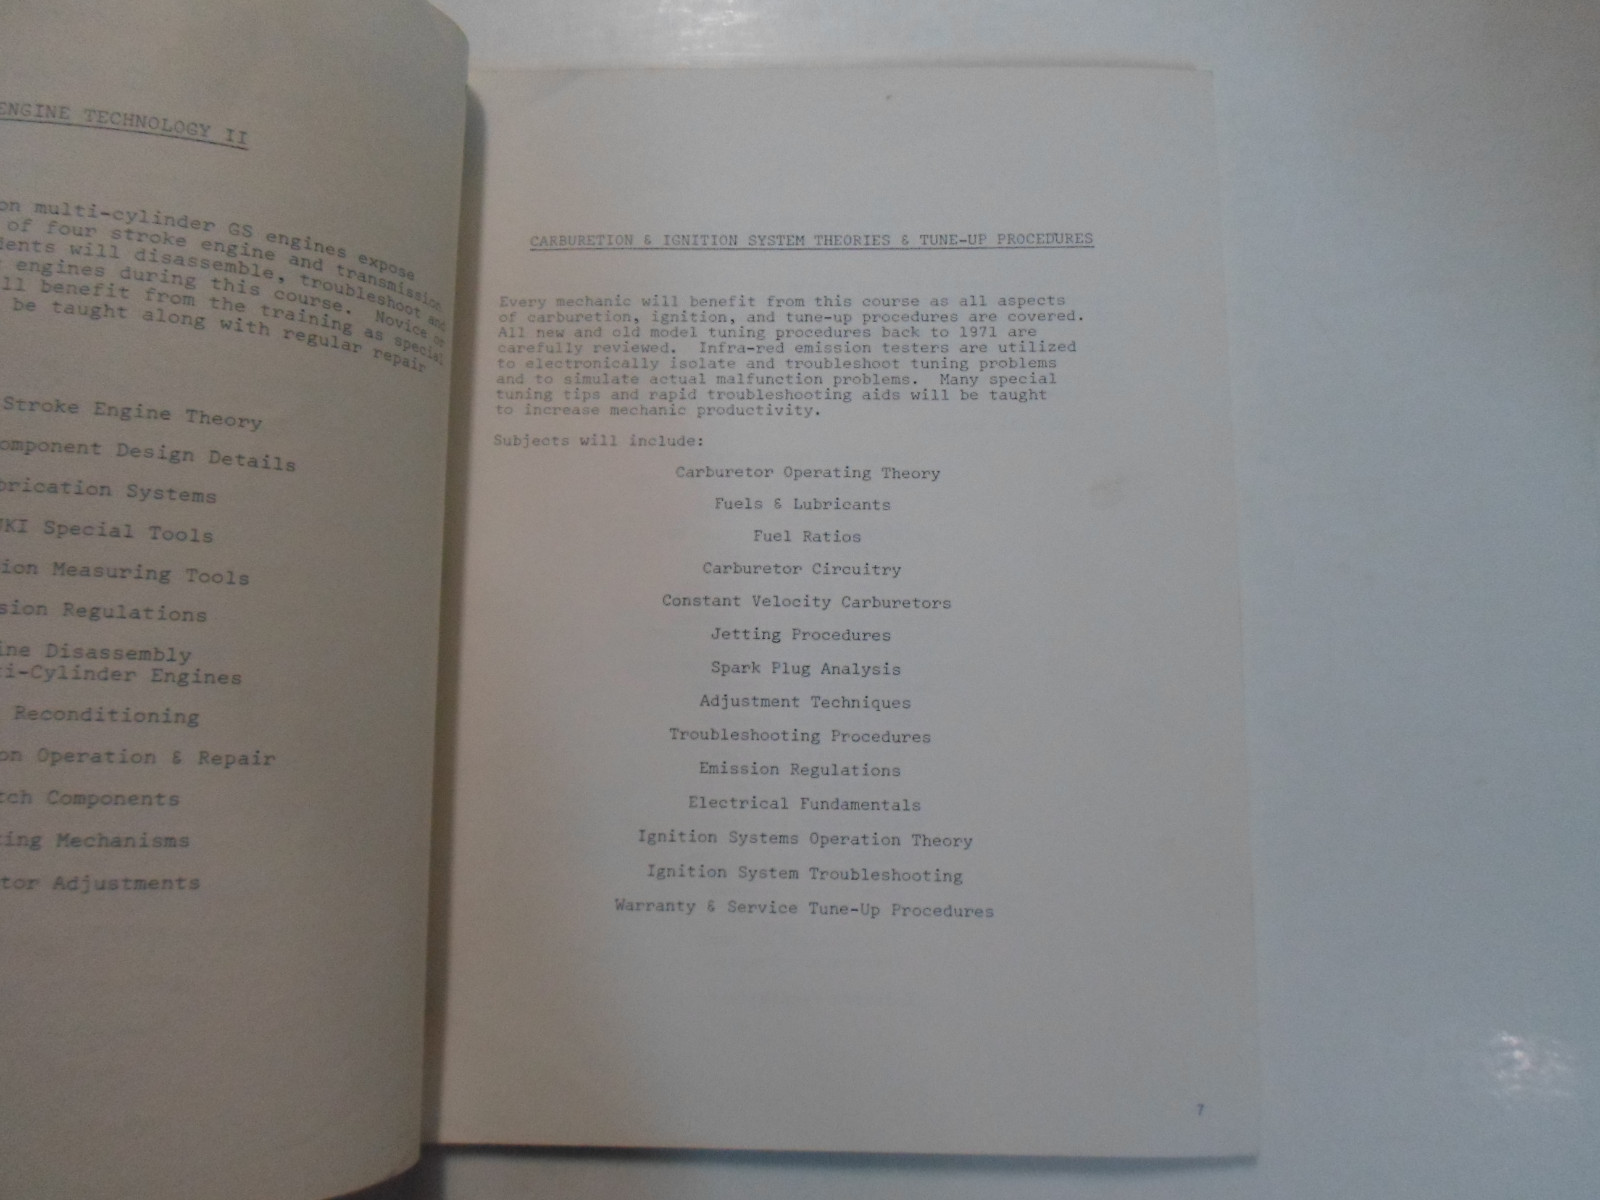 ENGINE TECHNOLOGY II
on multi-cylinder GS engines expose
of four stroke engine and transmission
dents will disassemble, troubleshoot and
engines during this course. Novice or
ll benefit from the training as special
be taught along with regular repair
Stroke Engine Theory
omponent Design Details
brication Systems
UKI Special Tools
ion Measuring Tools
sion Regulations
ine Disassembly
ti-Cylinder Engines
Reconditioning
on Operation & Repair
tch Components
ting Mechanisms
tor Adjustments
CARBURETION & IGNITION SYSTEM THEORIES & TUNE-UP PROCEDURES
Every mechanic will benefit from this course as all aspects
of carburetion, ignition, and tune-up procedures are covered.
All new and old model tuning procedures back to 1971 are
carefully reviewed. Infra-red emission testers are utilized
to electronically isolate and troubleshoot tuning problems
and to simulate actual malfunction problems. Many special
tuning tips and rapid troubleshooting aids will be taught
to increase mechanic productivity.
Subjects will include:
Carburetor Operating Theory
Fuels & Lubricants
Fuel Ratios
Carburetor Circuitry
Constant Velocity Carburetors
Jetting Procedures
Spark Plug Analysis
Adjustment Techniques
Troubleshooting Procedures
Emission Regulations
Electrical Fundamentals
Ignition Systems Operation Theory
Ignition System Troubleshooting
Warranty & Service Tune-Up Procedures
7